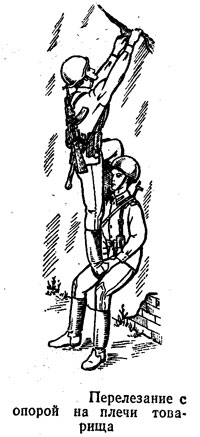 Перелезание с
опорой на плечи това-
рища